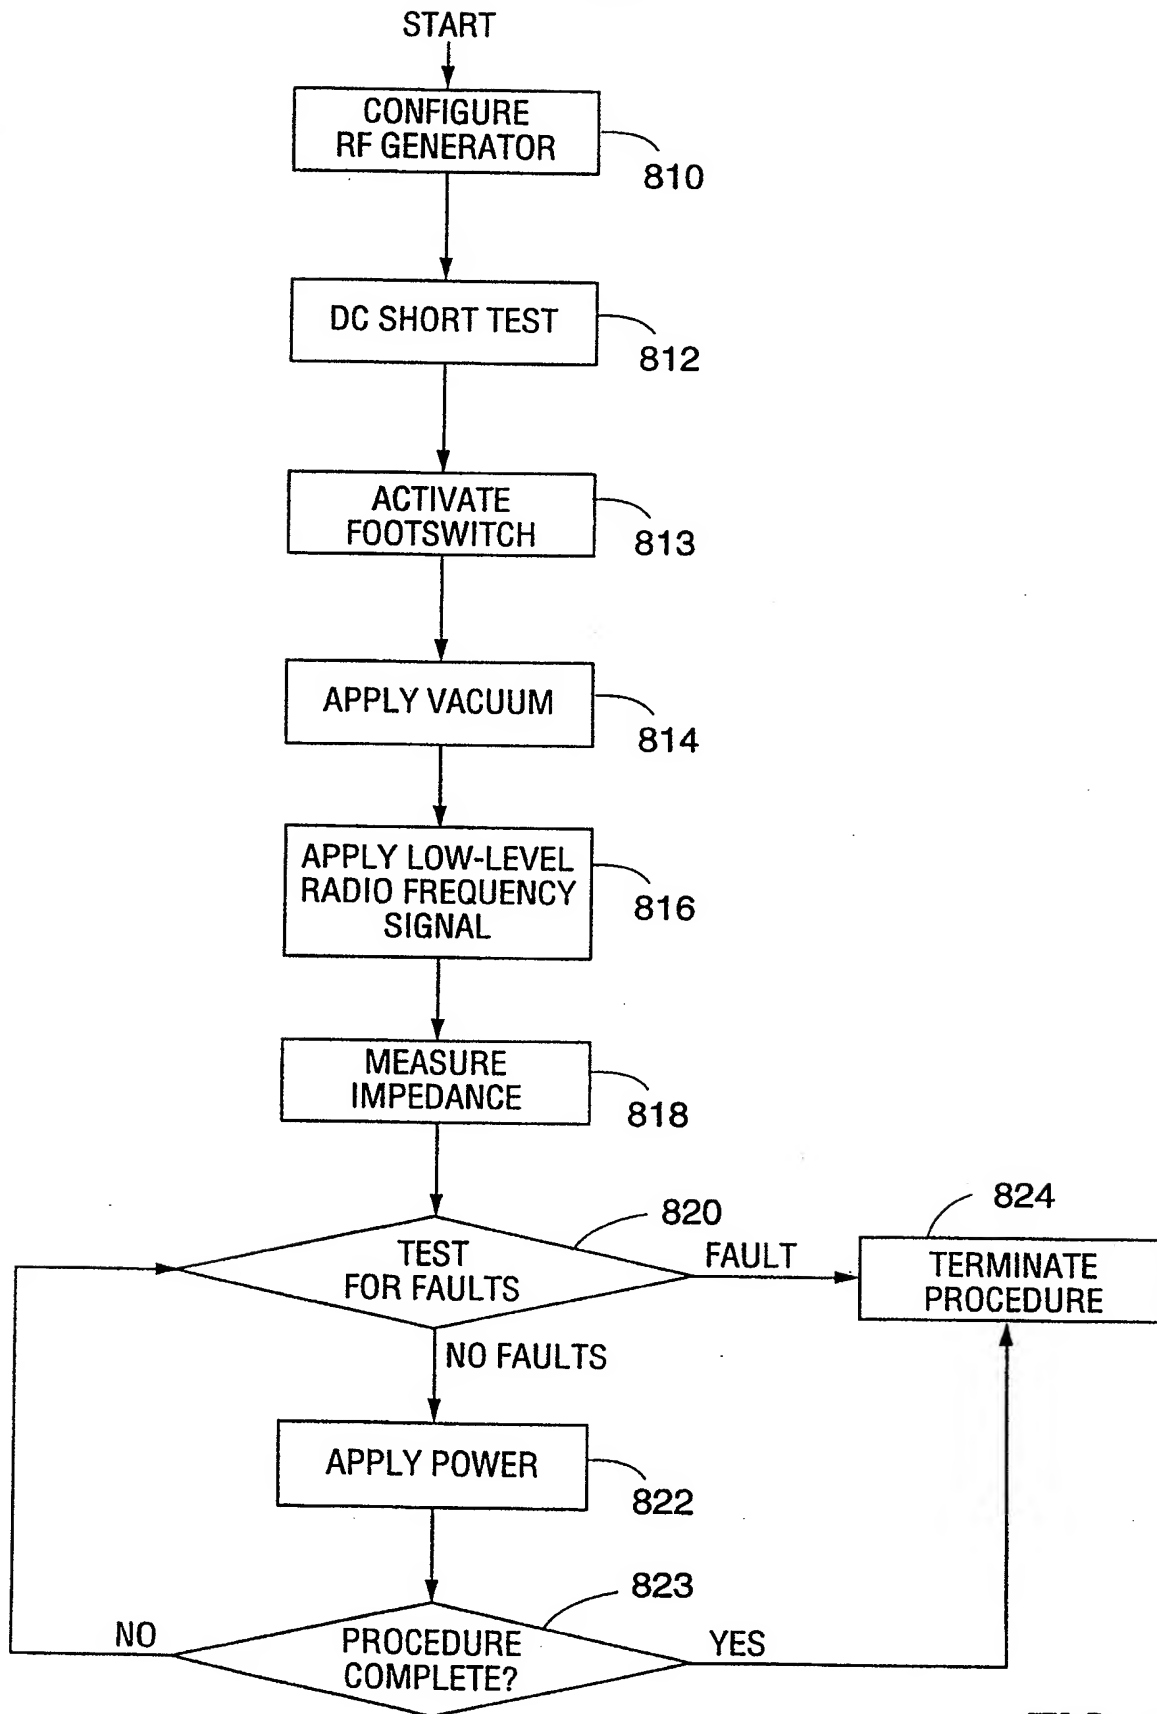 START
CONFIGURE
RF GENERATOR
810
DC SHORT TEST
812
ACTIVATE
FOOTSWITCH
813
APPLY VACUUM
814
APPLY LOW-LEVEL
RADIO FREQUENCY
SIGNAL
816
MEASURE
IMPEDANCE
818
820
824
TEST
FOR FAULTS
FAULT
TERMINATE
PROCEDURE
NO FAULTS
APPLY POWER
822
823
NO
PROCEDURE
COMPLETE?
YES